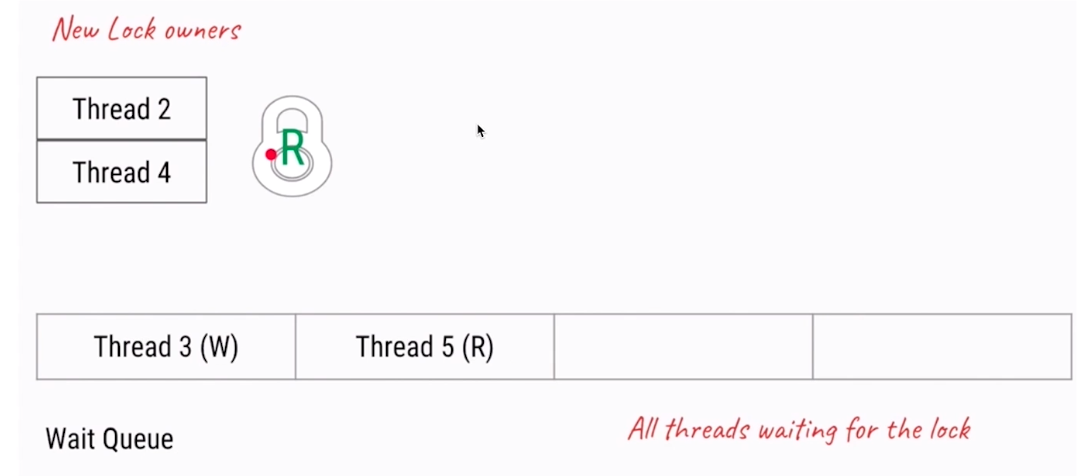 New Lock owners
Thread 2
R
Thread 4
Thread 3 (W)
Thread 5 (R)
All threads waiting for the lock
Wait Queue